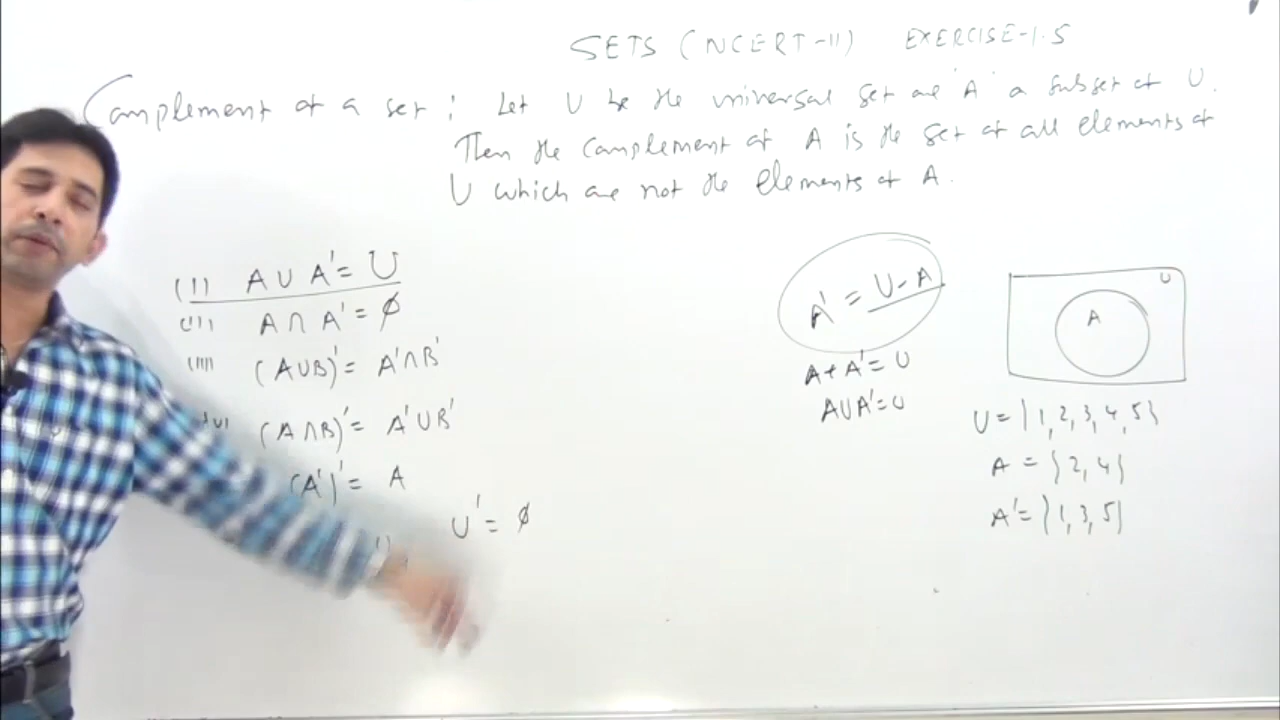 SETS (NCERT-11) EXERCISE-1.5
Complement of a set : Let U be the universal set and 'A' a subset of U.
Then the complement of A is the set of all elements of
U which are not the elements of A.
(I) A ∪ A' = U
(II) A ∩ A' = ∅
(III) (A∪B)' = A'∩B'
(A∩B)' = A'∪B'
(A')' = A
U' = ∅
A' = U - A
A + A' = U
A∪A' = U
U
A
U = {1, 2, 3, 4, 5}
A = {2, 4}
A' = {1, 3, 5}